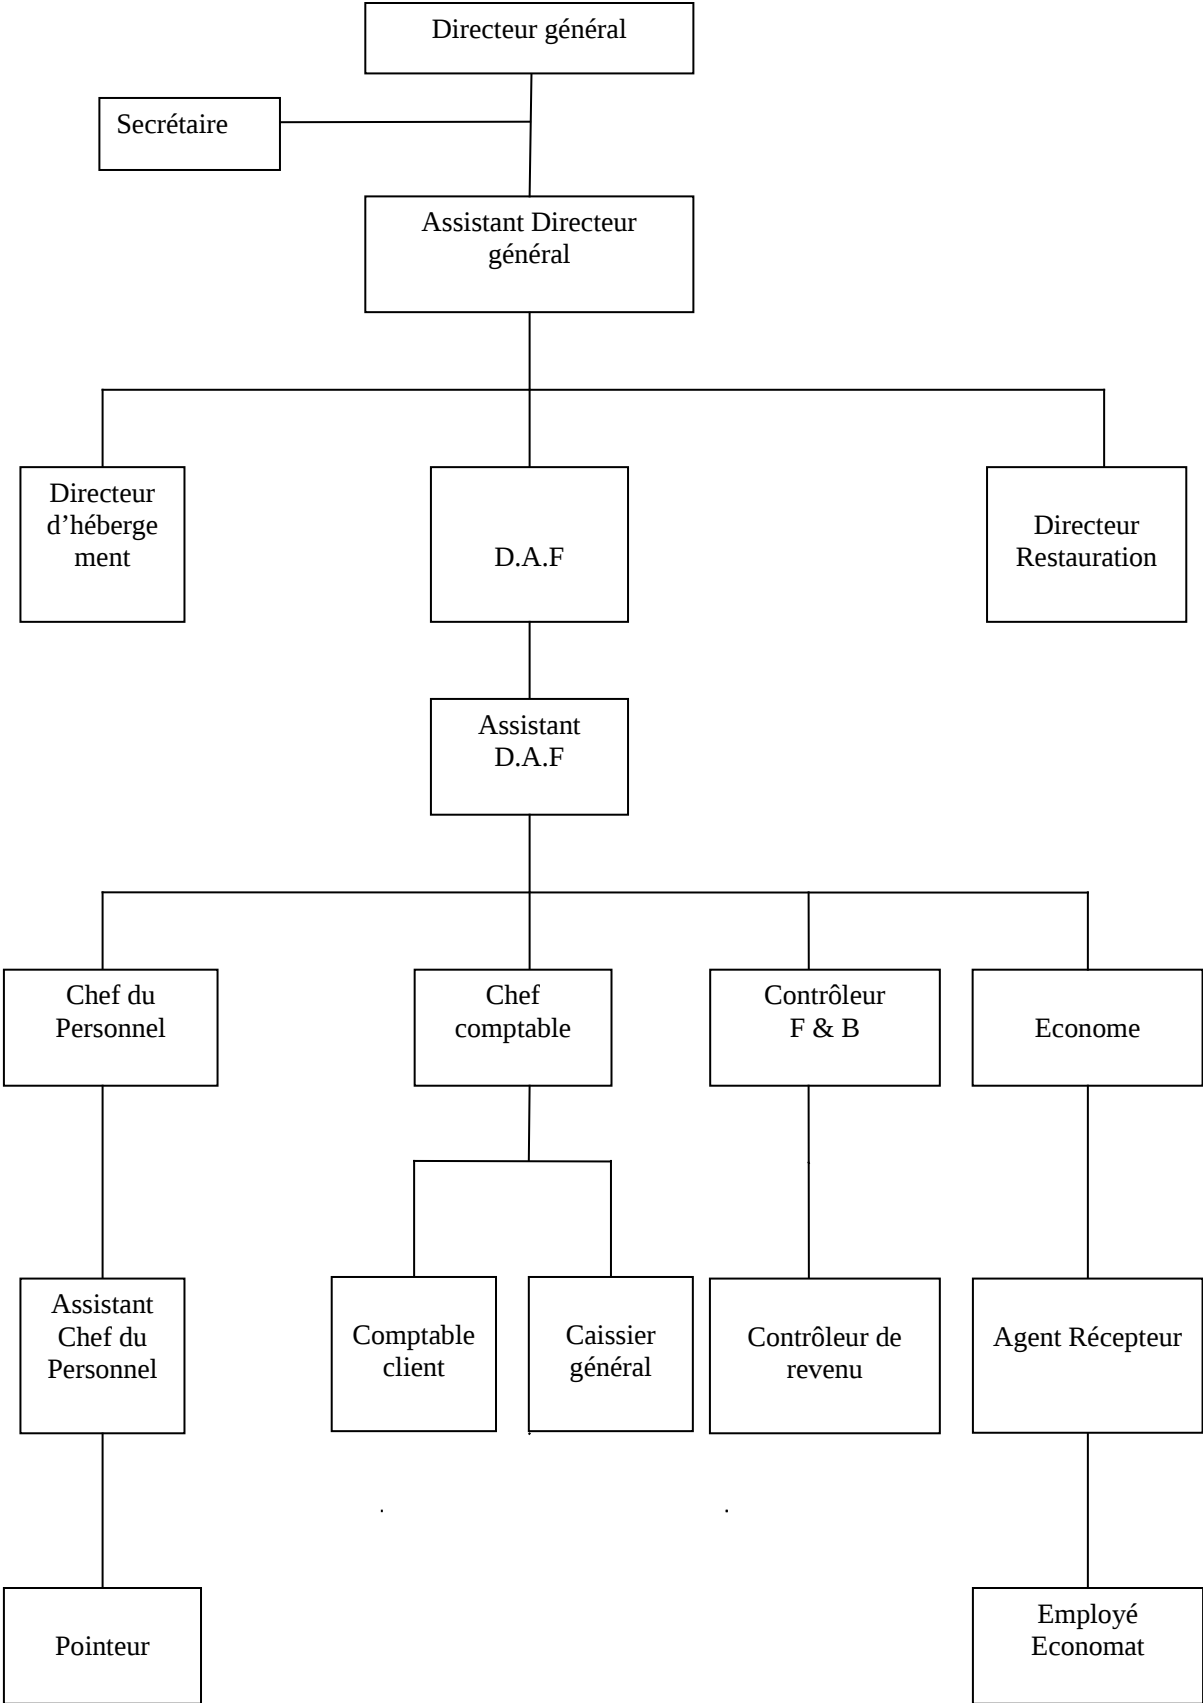 Directeur général
Secrétaire
Assistant Directeur
général
Directeur
d’héberge
ment
D.A.F
Directeur
Restauration
Assistant
D.A.F
Chef du
Personnel
Chef
comptable
Contrôleur
F & B
Econome
Assistant
Chef du
Personnel
Comptable
client
Caissier
général
Contrôleur de
revenu
Agent Récepteur
Pointeur
Employé
Economat